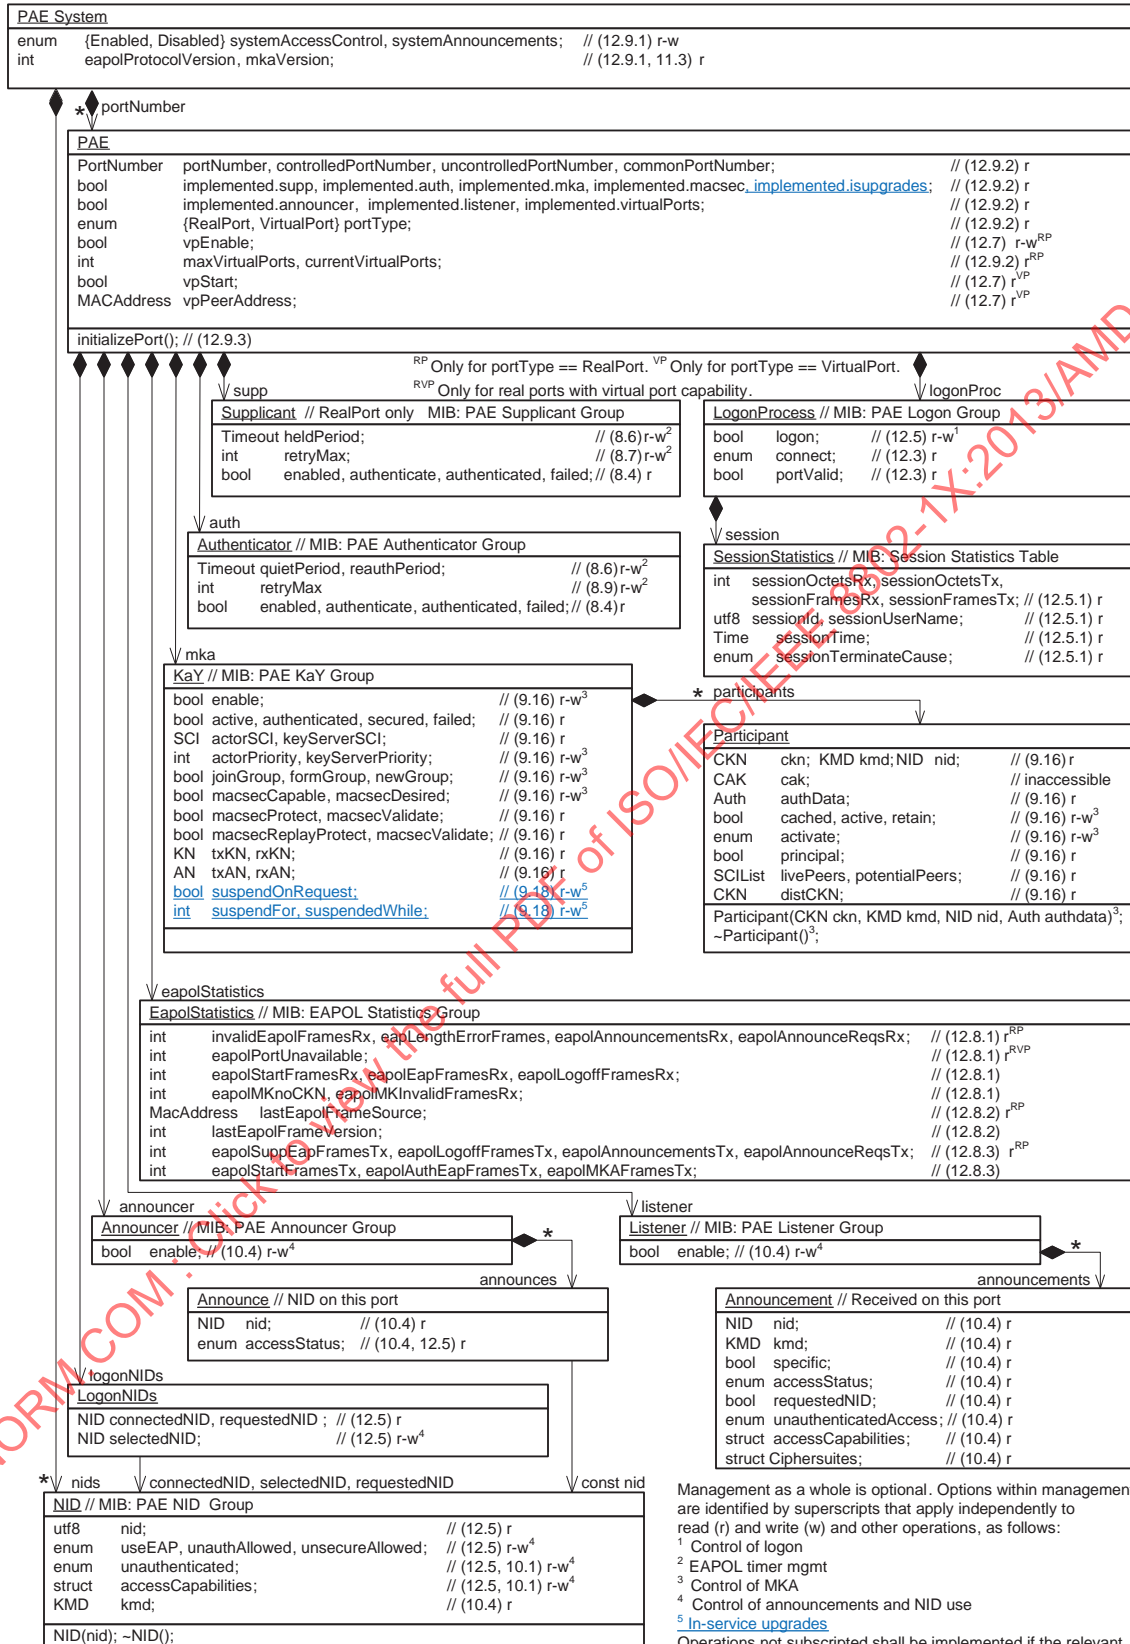 PAE System
enum {Enabled, Disabled} systemAccessControl, systemAnnouncements; // (12.9.1) r-w
int eapolProtocolVersion, mkaVersion; // (12.9.1, 11.3) r
* portNumber
PAE
PortNumber portNumber, controlledPortNumber, uncontrolledPortNumber, commonPortNumber; // (12.9.2) r
bool implemented.supp, implemented.auth, implemented.mka, implemented.macsec, implemented.isupgrades; // (12.9.2) r
bool implemented.announcer, implemented.listener, implemented.virtualPorts; // (12.9.2) r
enum {RealPort, VirtualPort} portType; // (12.9.2) r
bool vpEnable; // (12.7) r-wRP
int maxVirtualPorts, currentVirtualPorts; // (12.9.2) rRP
bool vpStart; // (12.7) rVP
MACAddress vpPeerAddress; // (12.7) rVP
initializePort(); // (12.9.3)
RP Only for portType == RealPort. VP Only for portType == VirtualPort.
RVP Only for real ports with virtual port capability.
supp
Supplicant // RealPort only MIB: PAE Supplicant Group
Timeout heldPeriod; // (8.6) r-w2
int retryMax; // (8.7) r-w2
bool enabled, authenticate, authenticated, failed; // (8.4) r
logonProc
LogonProcess // MIB: PAE Logon Group
bool logon; // (12.5) r-w1
enum connect; // (12.3) r
bool portValid; // (12.3) r
auth
Authenticator // MIB: PAE Authenticator Group
Timeout quietPeriod, reauthPeriod; // (8.6) r-w2
int retryMax // (8.9) r-w2
bool enabled, authenticate, authenticated, failed; // (8.4) r
session
SessionStatistics // MIB: Session Statistics Table
int sessionOctetsRx, sessionOctetsTx,
sessionFramesRx, sessionFramesTx; // (12.5.1) r
utf8 sessionId, sessionUserName; // (12.5.1) r
Time sessionTime; // (12.5.1) r
enum sessionTerminateCause; // (12.5.1) r
mka
KaY // MIB: PAE KaY Group
bool enable; // (9.16) r-w3
bool active, authenticated, secured, failed; // (9.16) r
SCI actorSCI, keyServerSCI; // (9.16) r
int actorPriority, keyServerPriority; // (9.16) r-w3
bool joinGroup, formGroup, newGroup; // (9.16) r-w3
bool macsecCapable, macsecDesired; // (9.16) r-w3
bool macsecProtect, macsecValidate; // (9.16) r
bool macsecReplayProtect, macsecValidate; // (9.16) r
KN txKN, rxKN; // (9.16) r
AN txAN, rxAN; // (9.16) r
bool suspendOnRequest; // (9.18) r-w5
int suspendFor, suspendedWhile; // (9.18) r-w5
* participants
Participant
CKN ckn; KMD kmd; NID nid; // (9.16) r
CAK cak; // inaccessible
Auth authData; // (9.16) r
bool cached, active, retain; // (9.16) r-w3
enum activate; // (9.16) r-w3
bool principal; // (9.16) r
SCIList livePeers, potentialPeers; // (9.16) r
CKN distCKN; // (9.16) r
Participant(CKN ckn, KMD kmd, NID nid, Auth authdata)3;
~Participant()3;
eapolStatistics
EapolStatistics // MIB: EAPOL Statistics Group
int invalidEapolFramesRx, eapLengthErrorFrames, eapolAnnouncementsRx, eapolAnnounceReqsRx; // (12.8.1) rRP
int eapolPortUnavailable; // (12.8.1) rRVP
int eapolStartFramesRx, eapolEapFramesRx, eapolLogoffFramesRx; // (12.8.1)
int eapolMKnoCKN, eapolMKInvalidFramesRx; // (12.8.1)
MacAddress lastEapolFrameSource; // (12.8.2) rRP
int lastEapolFrameVersion; // (12.8.2)
int eapolSuppEapFramesTx, eapolLogoffFramesTx, eapolAnnouncementsTx, eapolAnnounceReqsTx; // (12.8.3) rRP
int eapolStartFramesTx, eapolAuthEapFramesTx, eapolMKAFramesTx; // (12.8.3)
announcer
Announcer // MIB: PAE Announcer Group
bool enable; // (10.4) r-w4
*
announces
listener
Listener // MIB: PAE Listener Group
bool enable; // (10.4) r-w4
*
announcements
Announce // NID on this port
NID nid; // (10.4) r
enum accessStatus; // (10.4, 12.5) r
Announcement // Received on this port
NID nid; // (10.4) r
KMD kmd; // (10.4) r
bool specific; // (10.4) r
enum accessStatus; // (10.4) r
bool requestedNID; // (10.4) r
enum unauthenticatedAccess; // (10.4) r
struct accessCapabilities; // (10.4) r
struct Ciphersuites; // (10.4) r
logonNIDs
LogonNIDs
NID connectedNID, requestedNID ; // (12.5) r
NID selectedNID; // (12.5) r-w4
* nids connectedNID, selectedNID, requestedNID const nid
NID // MIB: PAE NID Group
utf8 nid; // (12.5) r
enum useEAP, unauthAllowed, unsecureAllowed; // (12.5) r-w4
enum unauthenticated; // (12.5, 10.1) r-w4
struct accessCapabilities; // (12.5, 10.1) r-w4
KMD kmd; // (10.4) r
NID(nid); ~NID();
Management as a whole is optional. Options within managemen
are identified by superscripts that apply independently to
read (r) and write (w) and other operations, as follows:
1 Control of logon
2 EAPOL timer mgmt
3 Control of MKA
4 Control of announcements and NID use
5 In-service upgrades
Operations not subscripted shall be implemented if the relevant
NORM.COM : Click to view the full PDF of ISO/IEC/IEEE 8802-1X:2013/AMD